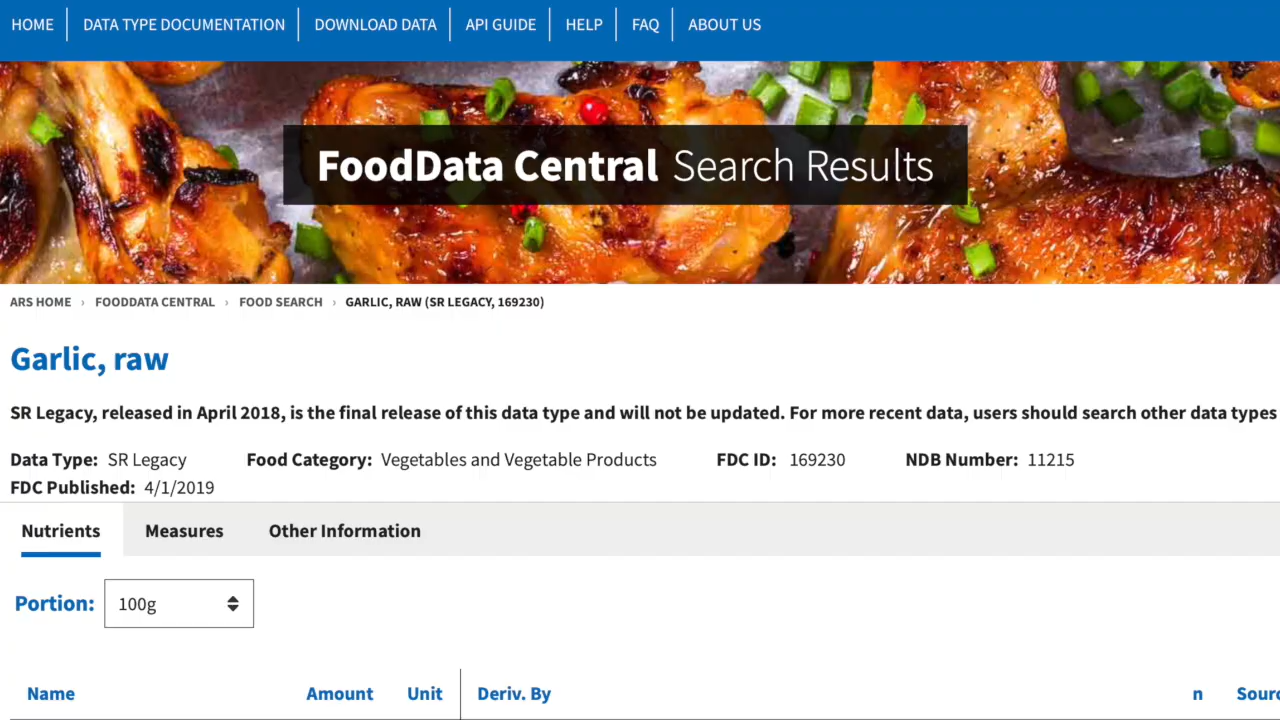 HOME DATA TYPE DOCUMENTATION DOWNLOAD DATA API GUIDE HELP FAQ ABOUT US
FoodData Central Search Results
ARS HOME › FOODDATA CENTRAL › FOOD SEARCH › GARLIC, RAW (SR LEGACY, 169230)
Garlic, raw
SR Legacy, released in April 2018, is the final release of this data type and will not be updated. For more recent data, users should search other data types
Data Type: SR Legacy Food Category: Vegetables and Vegetable Products FDC ID: 169230 NDB Number: 11215
FDC Published: 4/1/2019
Nutrients Measures Other Information
Portion: 100g
Name Amount Unit Deriv. By n